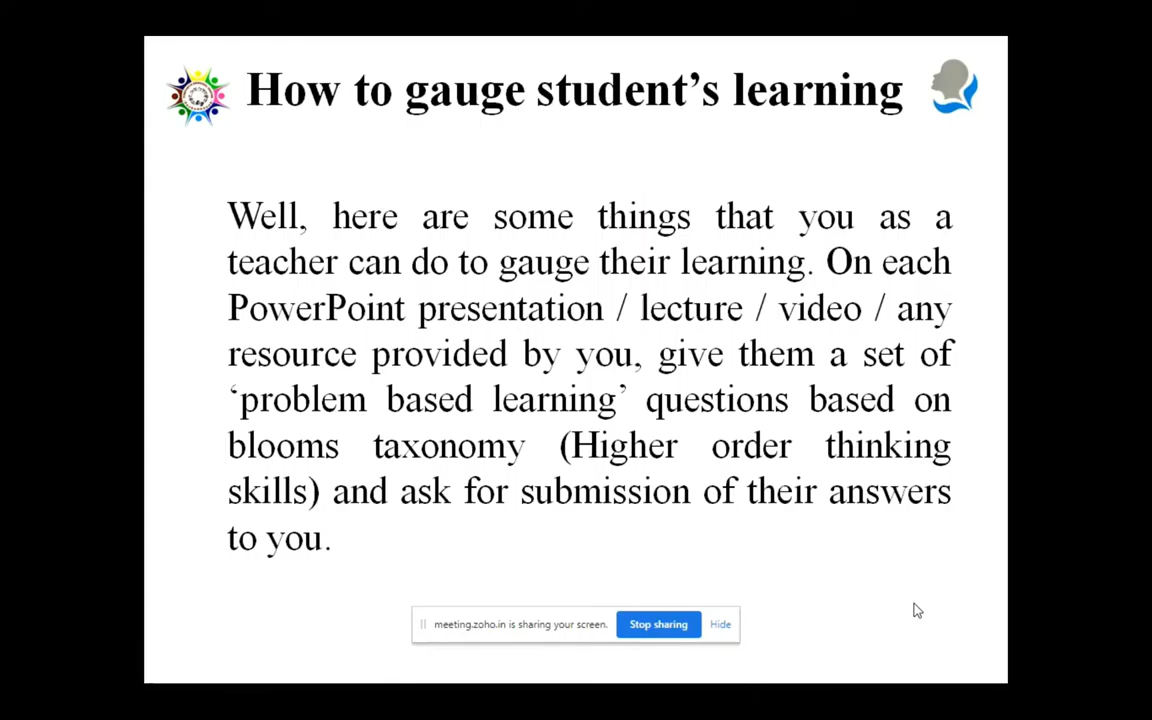 How to gauge student’s learning
Well, here are some things that you as a
teacher can do to gauge their learning. On each
PowerPoint presentation / lecture / video / any
resource provided by you, give them a set of
‘problem based learning’ questions based on
blooms taxonomy (Higher order thinking
skills) and ask for submission of their answers
to you.
meeting.zoho.in is sharing your screen. Stop sharing Hide